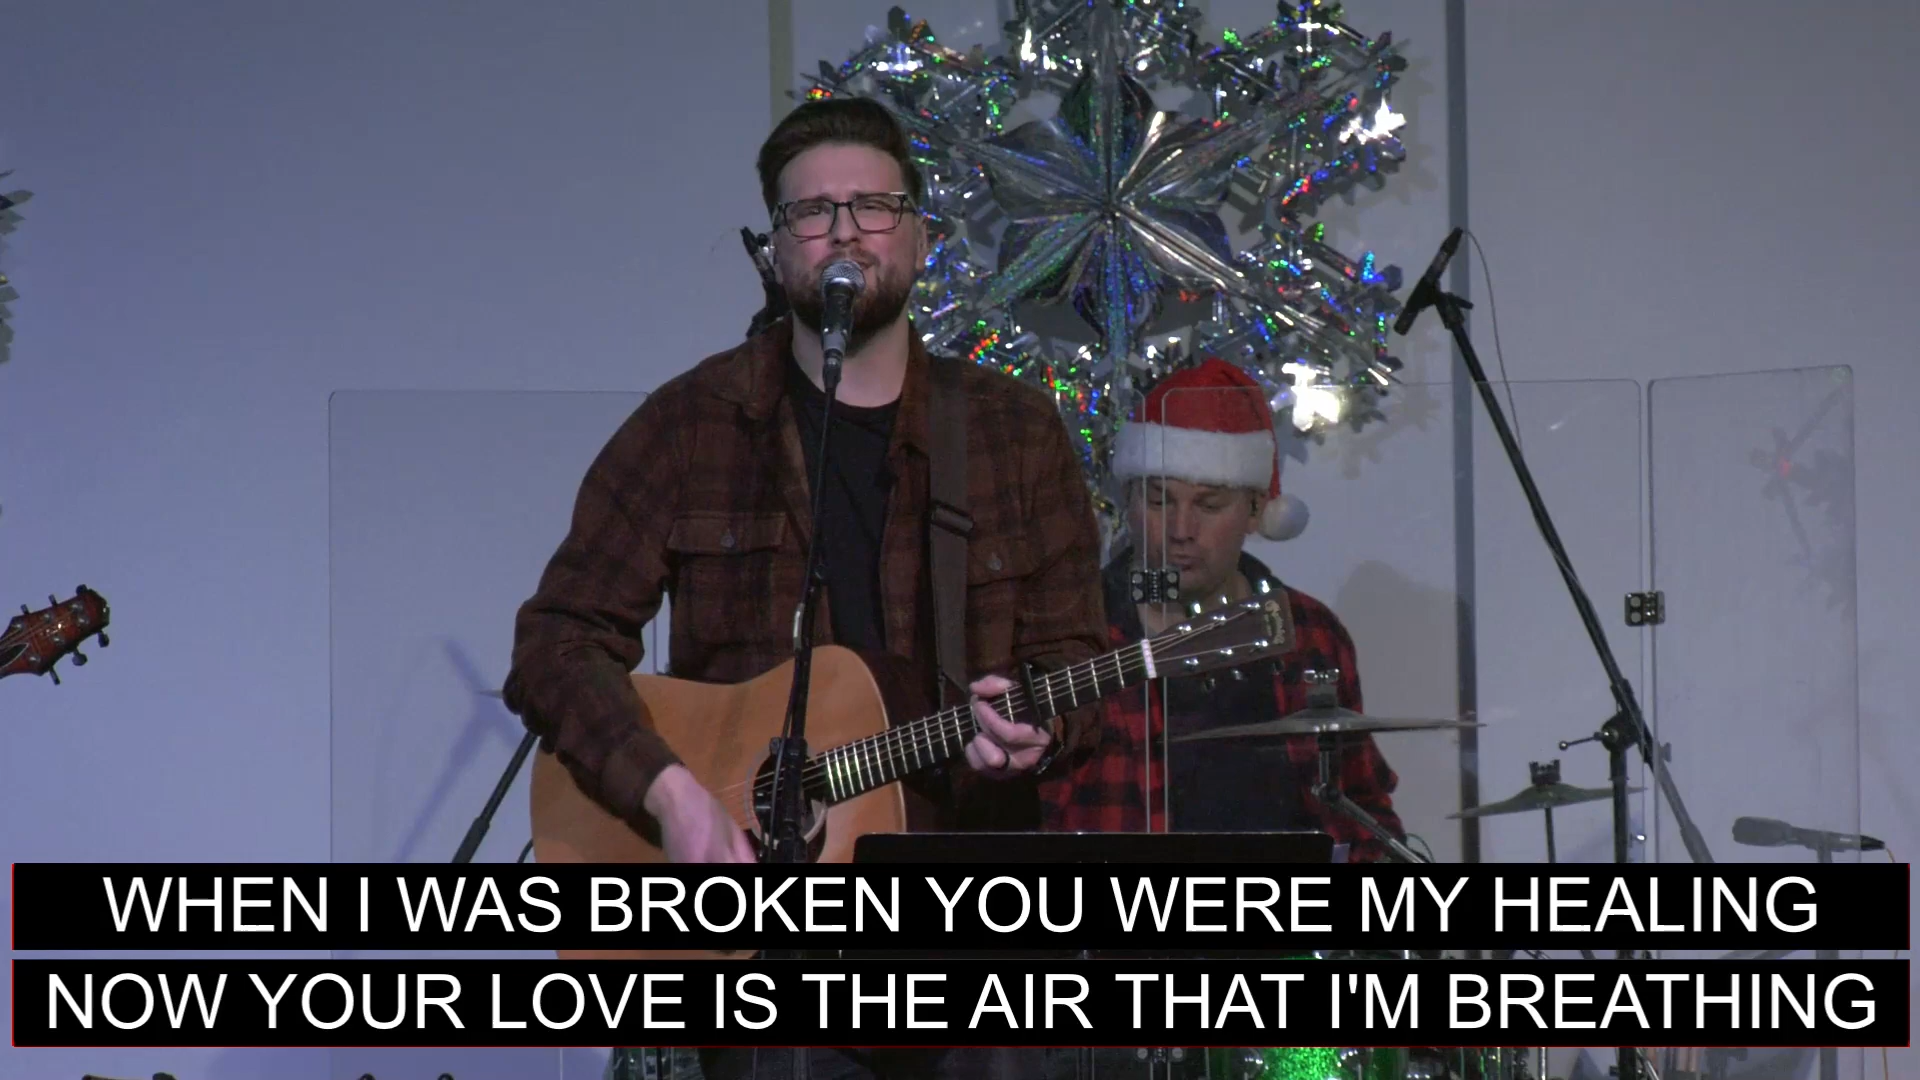 WHEN I WAS BROKEN YOU WERE MY HEALING
NOW YOUR LOVE IS THE AIR THAT I'M BREATHING